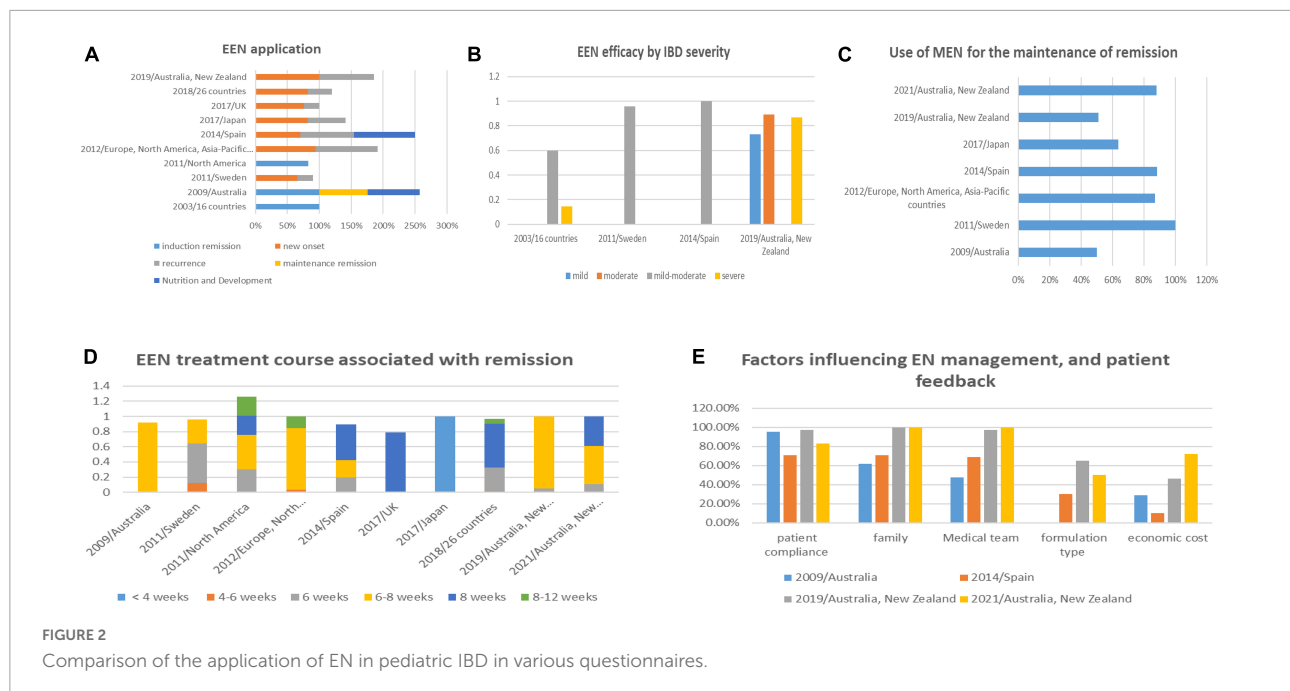 A
EEN application
2019/Australia, New Zealand
2018/26 countries
2017/UK
2017/Japan
2014/Spain
2012/Europe, North America, Asia-Pacific...
2011/North America
2011/Sweden
2009/Australia
2003/16 countries
0% 50% 100% 150% 200% 250% 300%
induction remission new onset
recurrence maintenance remission
Nutrition and Development
B
EEN efficacy by IBD severity
1.2
1
0.8
0.6
0.4
0.2
0
2003/16 countries 2011/Sweden 2014/Spain 2019/Australia, New
Zealand
mild moderate mild-moderate severe
C
Use of MEN for the maintenance of remission
2021/Australia, New Zealand
2019/Australia, New Zealand
2017/Japan
2014/Spain
2012/Europe, North America, Asia-Pacific
countries
2011/Sweden
2009/Australia
0% 20% 40% 60% 80% 100% 120%
D
EEN treatment course associated with remission
1.4
1.2
1
0.8
0.6
0.4
0.2
0
2009/Australia
2011/Sweden
2011/North America
2012/Europe, North...
2014/Spain
2017/UK
2017/Japan
2018/26 countries
2019/Australia, New...
2021/Australia, New...
< 4 weeks 4-6 weeks 6 weeks 6-8 weeks 8 weeks 8-12 weeks
E
Factors influencing EN management, and patient
feedback
120.00%
100.00%
80.00%
60.00%
40.00%
20.00%
0.00%
patient family Medical team formulation economic cost
compliance type
2009/Australia 2014/Spain
2019/Australia, New Zealand 2021/Australia, New Zealand
FIGURE 2
Comparison of the application of EN in pediatric IBD in various questionnaires.